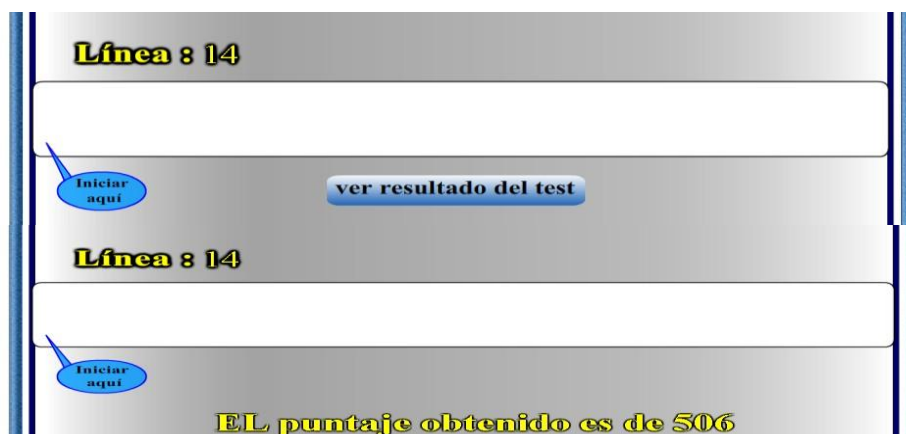 Línea : 14
Iniciar
aquí
ver resultado del test
Línea : 14
Iniciar
aquí
EL puntaje obtenido es de 506